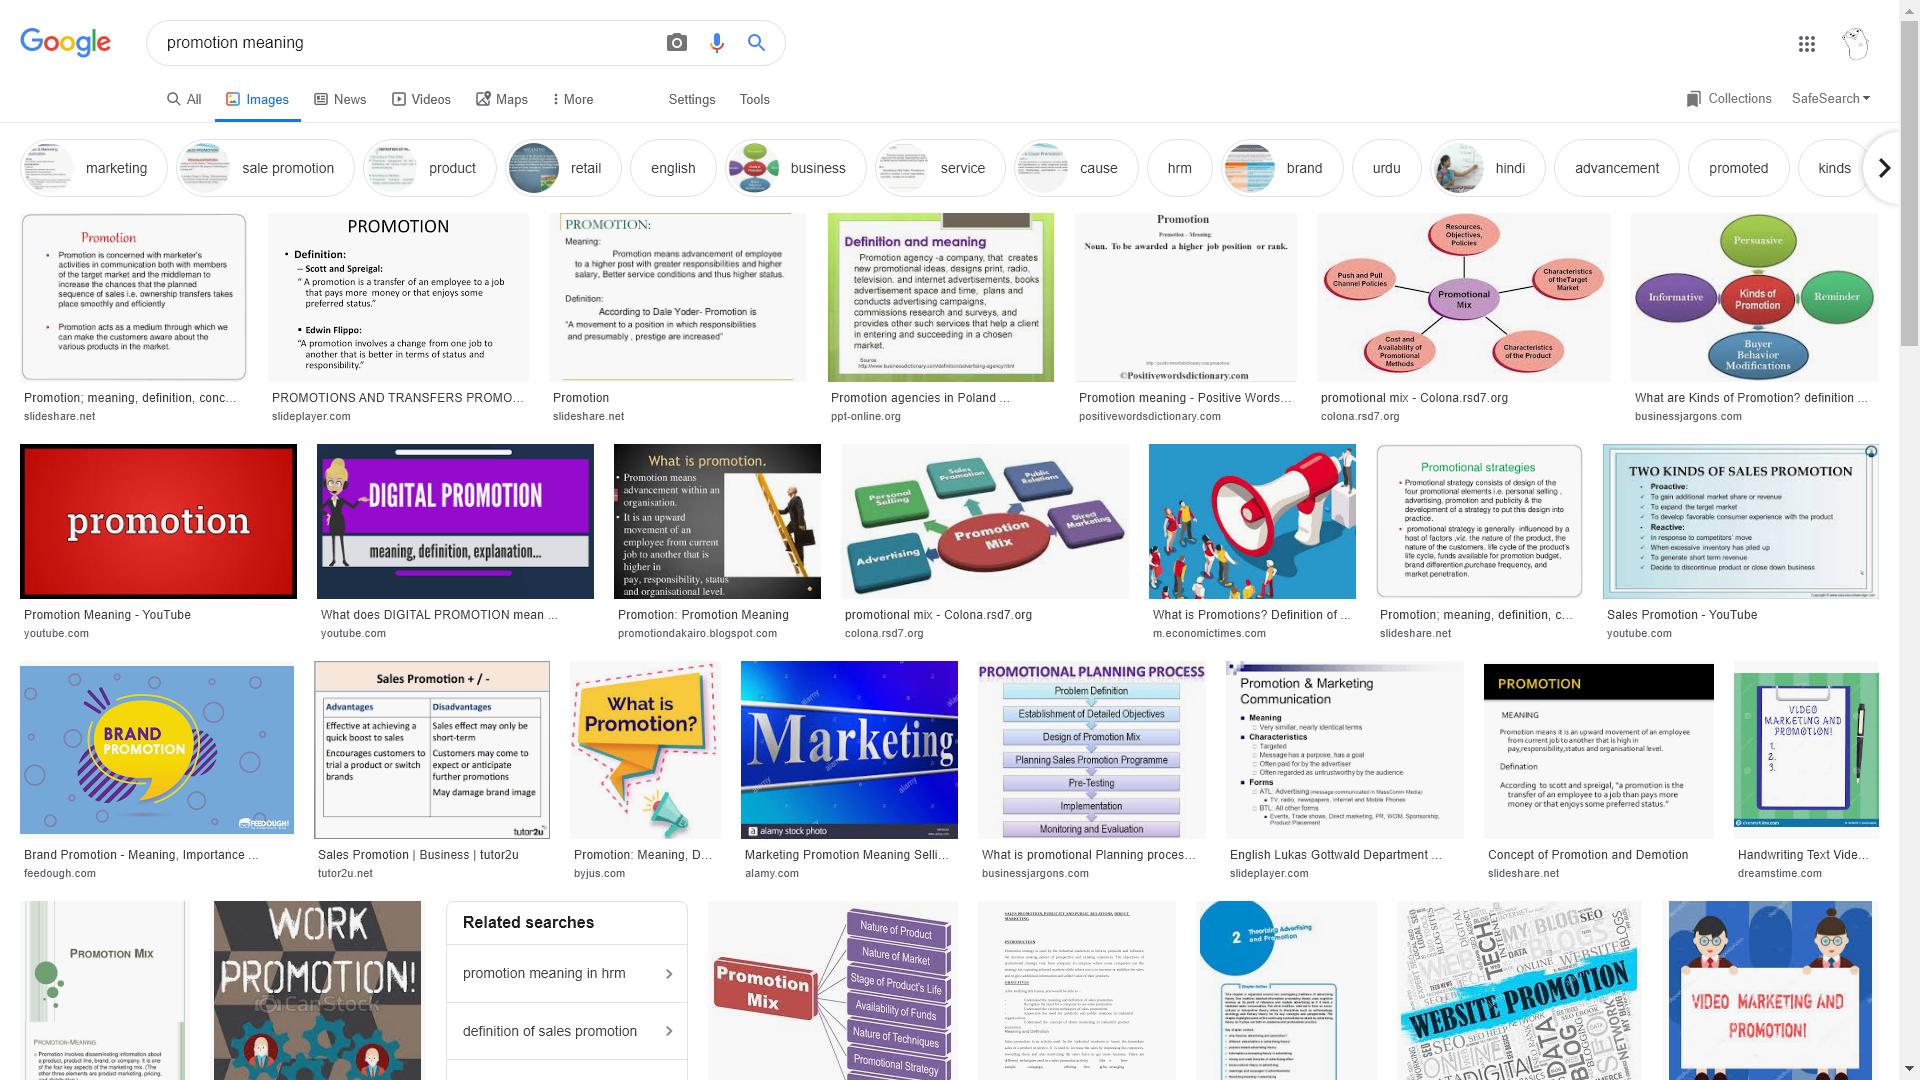 Google
promotion meaning
All
Images
News
Videos
Maps
More
Settings
Tools
Collections
SafeSearch
marketing
sale promotion
product
retail
english
business
service
cause
hrm
brand
urdu
hindi
advancement
promoted
kinds
Promotion
Promotion is concerned with marketer's
activities in communication both with members
of the target market and the middleman to
increase the chances that the planned
sequence of sales i.e. ownership transfers takes
place smoothly and efficiently
Promotion acts as a medium through which we
can make the customers aware about the
various products in the market.
Promotion; meaning, definition, conc...
slideshare.net
PROMOTION
• Definition:
– Scott and Spreigal:
" A promotion is a transfer of an employee to a job
that pays more money or that enjoys some
preferred status."
Edwin Flippo:
"A promotion involves a change from one job to
another that is better in terms of status and
responsibility."
PROMOTIONS AND TRANSFERS PROMO...
slideplayer.com
PROMOTION:
Meaning:
Promotion means advancement of employee
to a higher post with greater responsibilities and higher
salary, Better service conditions and thus higher status.
Definition:
According to Dale Yoder- Promotion is
"A movement to a position in which responsibilities
and presumably , prestige are increased"
Promotion
slideshare.net
Definition and meaning
Promotion agency -a company, that creates
new promotional ideas, designs print, radio,
television, and internet advertisements, books
advertisement space and time, plans and
conducts advertising campaigns,
commissions research and surveys, and
provides other such services that help a client
in entering and succeeding in a chosen
market.
Source:
http://www.businessdictionary.com/definition/advertising-agency.html
Promotion agencies in Poland ...
ppt-online.org
Promotion
Promotion - Meaning:
Noun. To be awarded a higher job position or rank.
©Positivewordsdictionary.com
Promotion meaning - Positive Words...
positivewordsdictionary.com
Resources,
Objectives,
Policies
Push and Pull
Channel Policies
Characteristics
of the Target
Market
Promotional
Mix
Cost and
Availability of
Promotional
Methods
Characteristics
of the Product
promotional mix - Colona.rsd7.org
colona.rsd7.org
Persuasive
Informative
Kinds of
Promotion
Reminder
Buyer
Behavior
Modifications
What are Kinds of Promotion? definition ...
businessjargons.com
promotion
Promotion Meaning - YouTube
youtube.com
DIGITAL PROMOTION
meaning, definition, explanation...
What does DIGITAL PROMOTION mean ...
youtube.com
What is promotion.
• Promotion means
advancement within an
organisation.
• It is an upward
movement of an
employee from current
job to another that is
higher in
pay, responsibility, status
and organisational level.
Promotion: Promotion Meaning
promotiondakairo.blogspot.com
Personal
Selling
Sales
Promotion
Public
Relations
Direct
Marketing
Advertising
Promotion
Mix
promotional mix - Colona.rsd7.org
colona.rsd7.org
What is Promotions? Definition of ...
m.economictimes.com
Promotional strategies
Promotional strategy consists of design of the
four promotional elements i.e. personal selling ,
advertising, promotion and publicity & the
development of a strategy to put this design into
practice.
promotional strategy is generally influenced by a
host of factors ,viz. the nature of the product, the
nature of the customers, life cycle of the product's
life cycle, funds available for promotion budget,
brand differention,purchase frequency, and
market penetration.
Promotion; meaning, definition, c...
slideshare.net
TWO KINDS OF SALES PROMOTION
• Proactive:
✓ To gain additional market share or revenue
✓ To expand the target market
✓ To develop favorable consumer experience with the product
• Reactive:
✓ In response to competitors' move
✓ When excessive inventory has piled up
✓ To generate short term revenue
✓ Decide to discontinue product or close down business
Sales Promotion - YouTube
youtube.com
BRAND
PROMOTION
FEEDOUGH!
Brand Promotion - Meaning, Importance ...
feedough.com
Sales Promotion + / -
Advantages
Disadvantages
Effective at achieving a
quick boost to sales
Sales effect may only be
short-term
Encourages customers to
trial a product or switch
brands
Customers may come to
expect or anticipate
further promotions
May damage brand image
tutor2u
Sales Promotion | Business | tutor2u
tutor2u.net
What is
Promotion?
Promotion: Meaning, D...
byjus.com
Marketing
alamy stock photo
Marketing Promotion Meaning Selli...
alamy.com
PROMOTIONAL PLANNING PROCESS
Problem Definition
Establishment of Detailed Objectives
Design of Promotion Mix
Planning Sales Promotion Programme
Pre-Testing
Implementation
Monitoring and Evaluation
What is promotional Planning proces...
businessjargons.com
Promotion & Marketing
Communication
Meaning
Very similar, nearly identical terms
Characteristics
Targeted
Message has a purpose, has a goal
Often paid for by the advertiser
Often regarded as untrustworthy by the audience
Forms
ATL: Advertising (message communicated in MassComm Media)
TV, radio, newspapers, Internet and Mobile Phones
BTL: All other forms
Events, Trade shows, Direct marketing, PR, WOM, Sponsorship,
Product Placement
English Lukas Gottwald Department ...
slideplayer.com
PROMOTION
MEANING
Promotion means it is an upward movement of an employee
from current job to another that is high in
pay,responsibility,status and organisational level.
Defination
According to scott and spreigal, "a promotion is the
transfer of an employee to a job than pays more
money or that enjoys some preferred status."
Concept of Promotion and Demotion
slideshare.net
VIDEO
MARKETING AND
PROMOTION!
1.
2.
3.
dreamstime.com
Handwriting Text Vide...
dreamstime.com
PROMOTION MIX
PROMOTION-MEANING
Promotion involves disseminating information about
a product, product line, brand, or company. It is one
of the four key aspects of the marketing mix. (The
other three elements are product marketing, pricing,
WORK
PROMOTION!
CanStock
Related searches
promotion meaning in hrm
definition of sales promotion
Promotion
Mix
Nature of Product
Nature of Market
Stage of Product's Life
Availability of Funds
Nature of Techniques
Promotional Strategy
SALES PROMOTION, PUBLICITY AND PUBLIC RELATIONS, DIRECT
MARKETING
INTRODUCTION
OBJECTIVES
Meaning and Definition
2 Theorizing Advertising
and Promotion
MY BLOG
SEO
TECH
ONLINE
WEBSITE
BLOGS
WEBSITE PROMOTION
SEO
DATA
BLOG
DIGITAL
NETWORK
VIDEO MARKETING AND
PROMOTION!